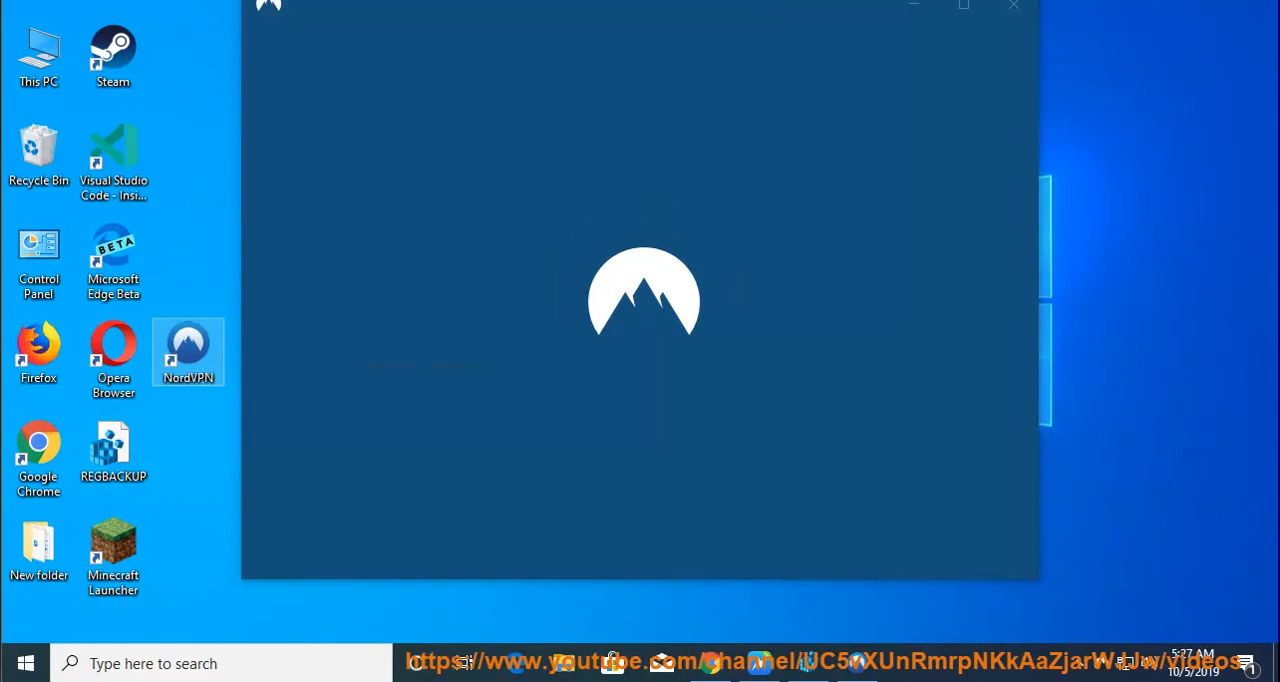 This PC
Steam
Recycle Bin
Visual Studio
Code - Insi...
BETA
Control
Panel
Microsoft
Edge Beta
Firefox
Opera
Browser
NordVPN
Google
Chrome
REGBACKUP
New folder
Minecraft
Launcher
Type here to search
5:27 AM
10/5/2019
1